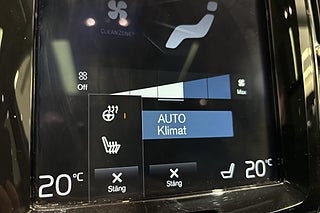 CLEANZONE
Off
Max
AUTO
Klimat
Stäng
Stäng
20°C
20°C